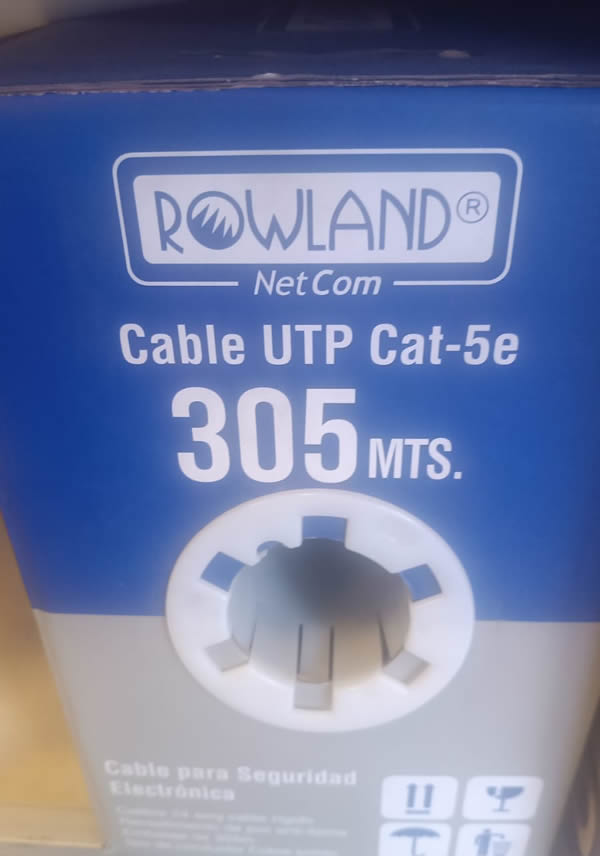 ROWLAND®
NetCom
Cable UTP Cat-5e
305 MTS.
Cable para Seguridad
Electrónica